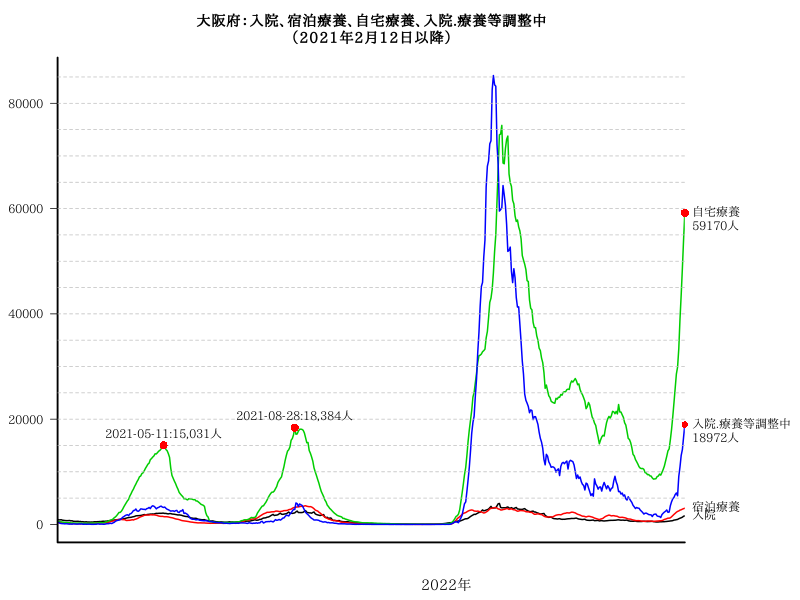 大阪府：入院、宿泊療養、自宅療養、入院.療養等調整中
（2021年2月12日以降）
80000
60000
40000
20000
0
2021-05-11:15,031人
2021-08-28:18,384人
自宅療養
59170人
入院.療養等調整中
18972人
宿泊療養
入院
2022年